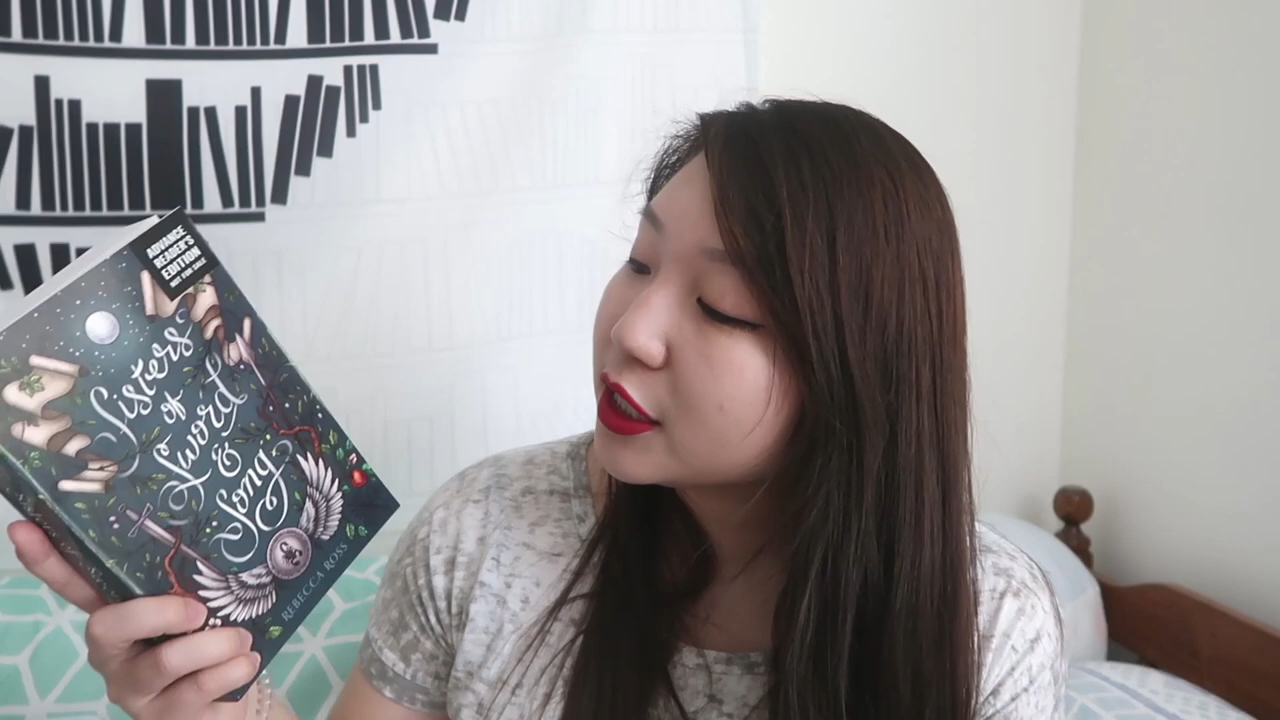 ADVANCE
READER'S
EDITION
NOT FOR SALE
Sisters
of
Sword
&
Song
REBECCA ROSS